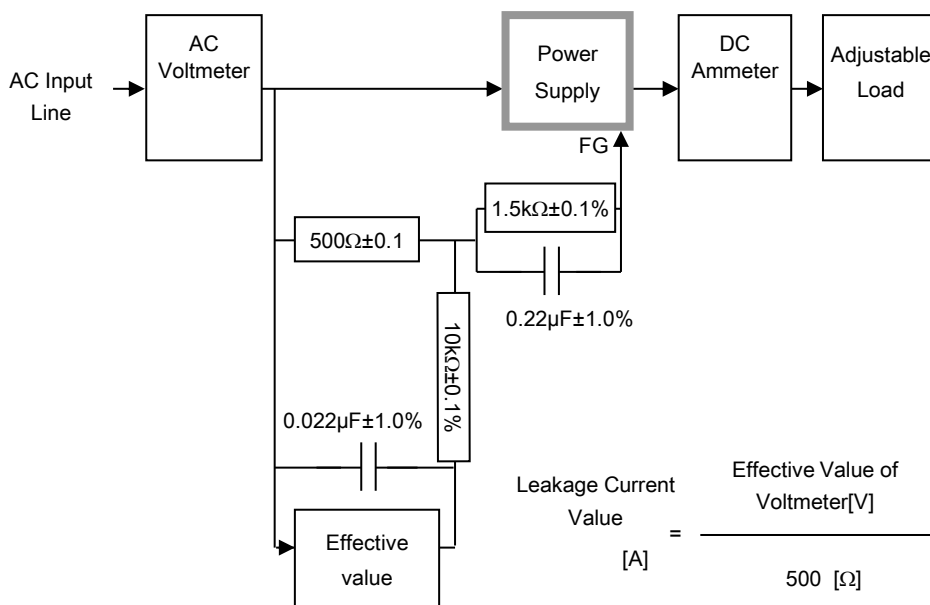 AC
Voltmeter
Power
Supply
DC
Ammeter
Adjustable
Load
AC Input
Line
FG
1.5kΩ±0.1%
500Ω±0.1
0.22µF±1.0%
10kΩ±0.1%
0.022µF±1.0%
Effective
value
Leakage Current
Value
[A]
=
Effective Value of
Voltmeter[V]
500 [Ω]